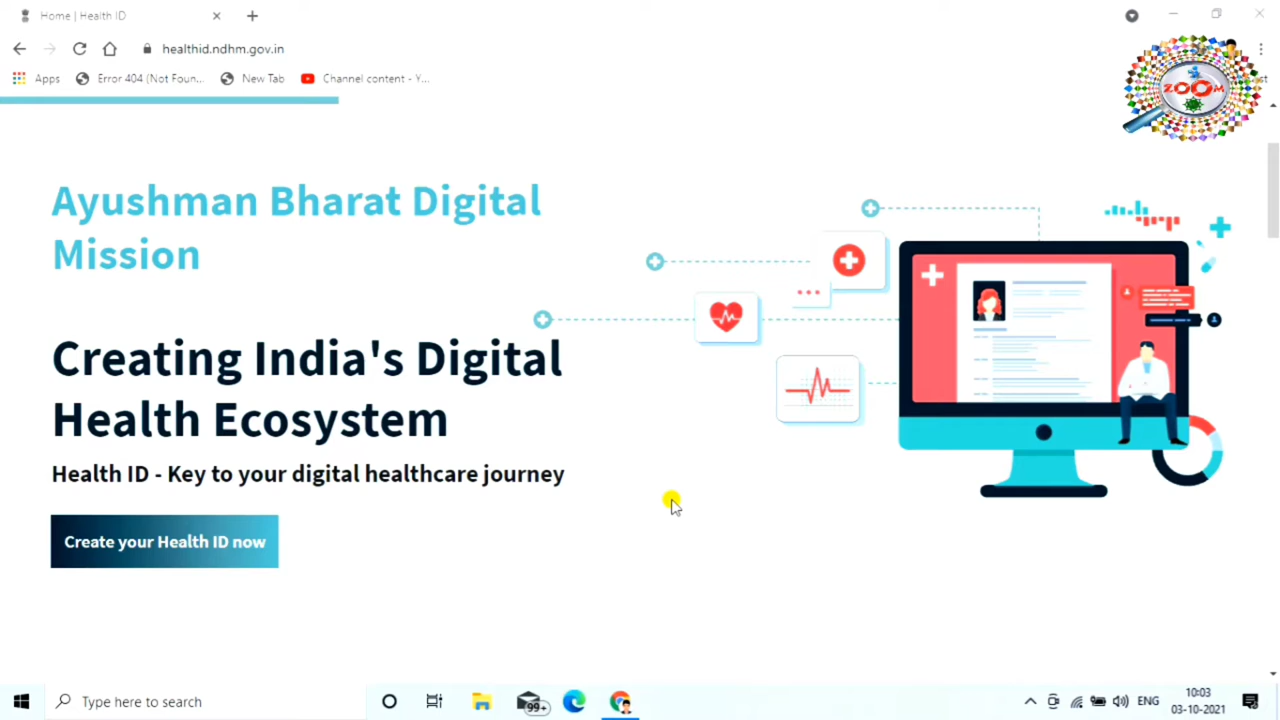 Home | Health ID
healthid.ndhm.gov.in
Apps
Error 404 (Not Foun...
New Tab
Channel content - Y...
ZOOM
Ayushman Bharat Digital
Mission
Creating India's Digital
Health Ecosystem
Health ID - Key to your digital healthcare journey
Create your Health ID now
Type here to search
99+
ENG
10:03
03-10-2021